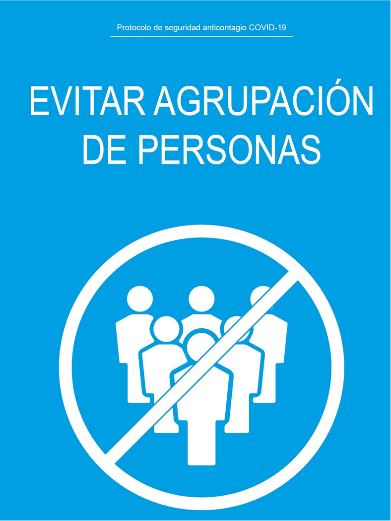 Protocolo de seguridad anticontagio COVID-19
EVITAR AGRUPACIÓN
DE PERSONAS